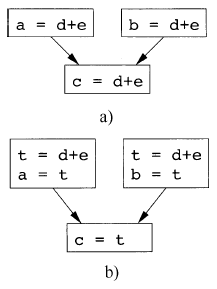 a = d+e
b = d+e
c = d+e
a)
t = d+e
a = t
t = d+e
b = t
c = t
b)